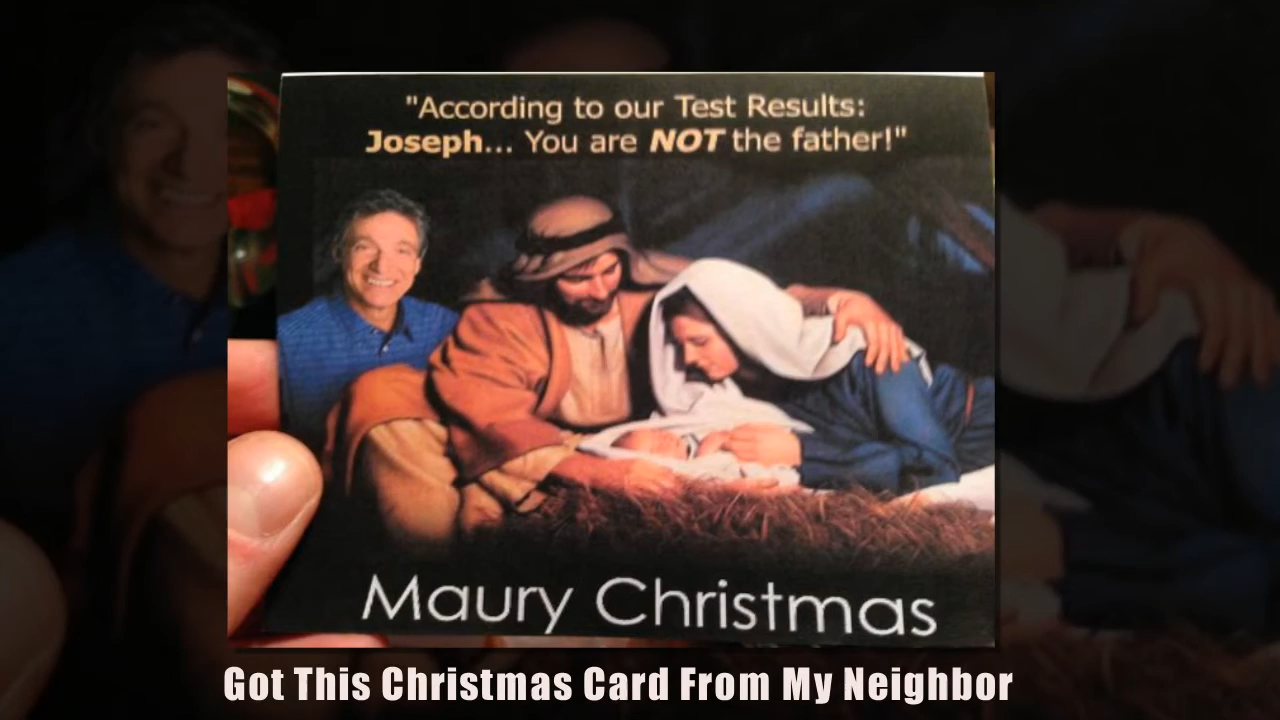 "According to our Test Results:
Joseph... You are NOT the father!"
Maury Christmas
Got This Christmas Card From My Neighbor